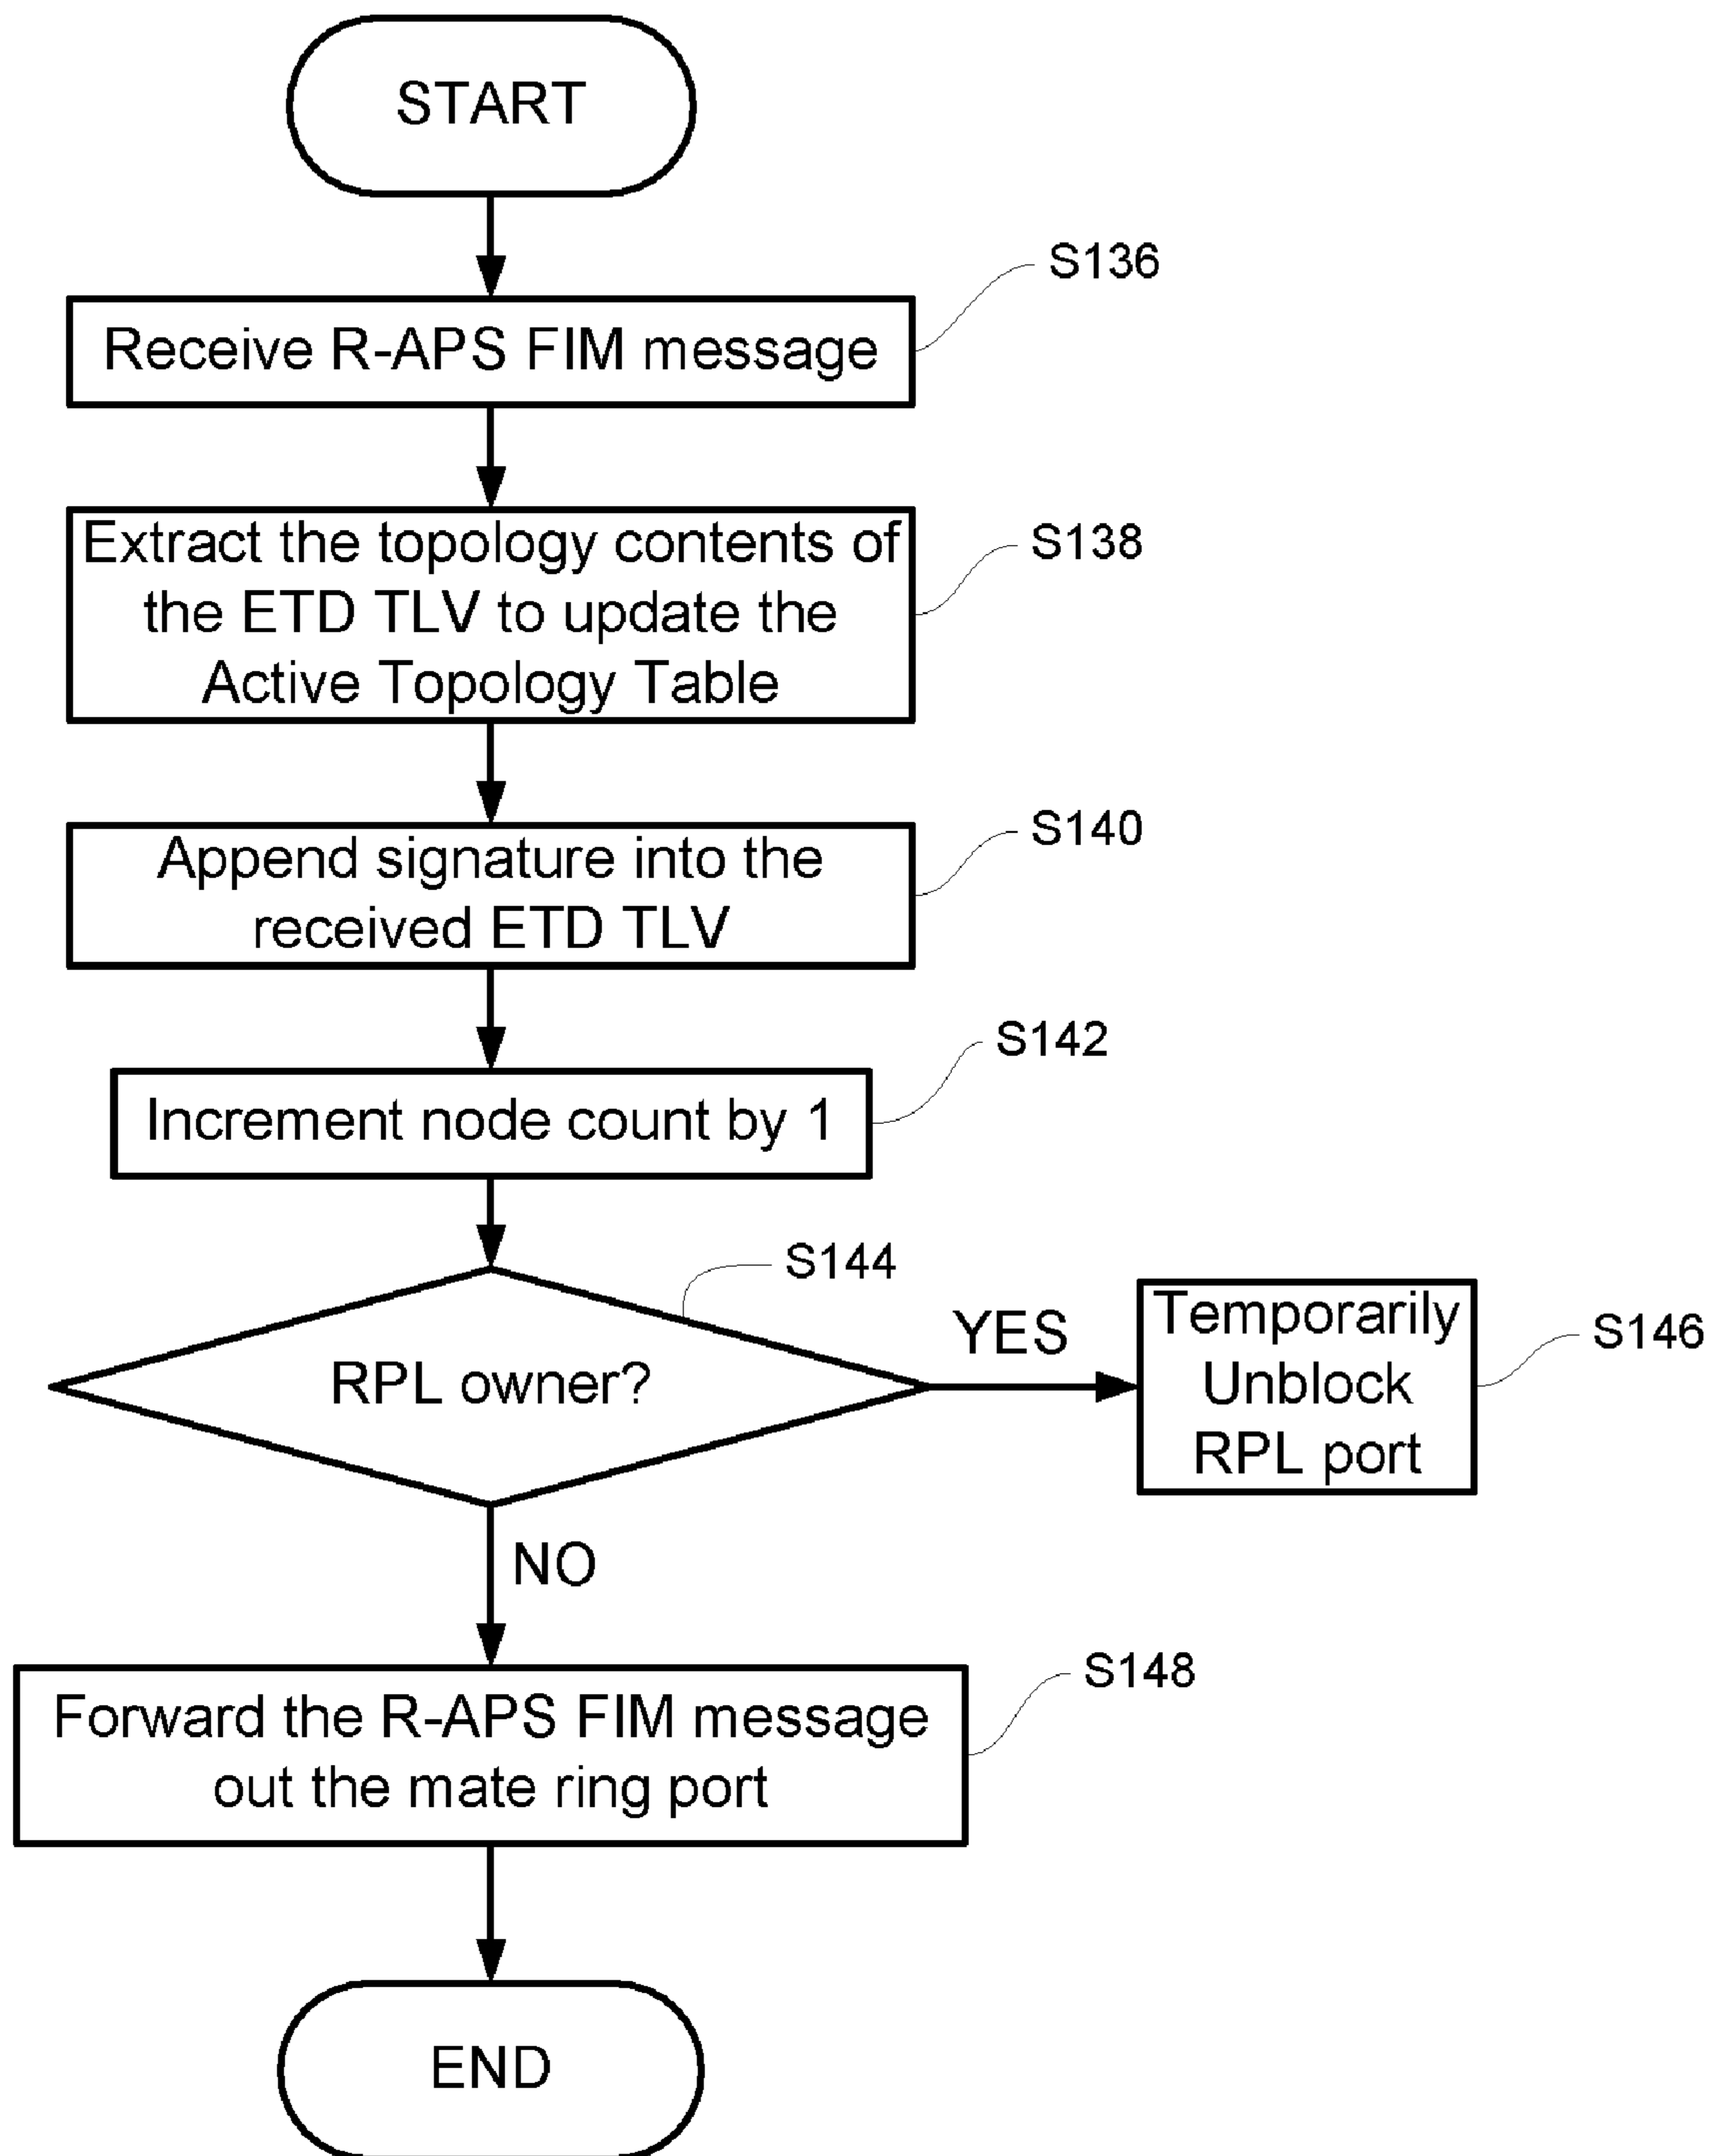 START
S136
Receive R-APS FIM message
Extract the topology contents of
the ETD TLV to update the
Active Topology Table
S138
Append signature into the
received ETD TLV
S140
S142
Increment node count by 1
S144
RPL owner?
YES
Temporarily
Unblock
RPL port
S146
NO
Forward the R-APS FIM message
out the mate ring port
S148
END